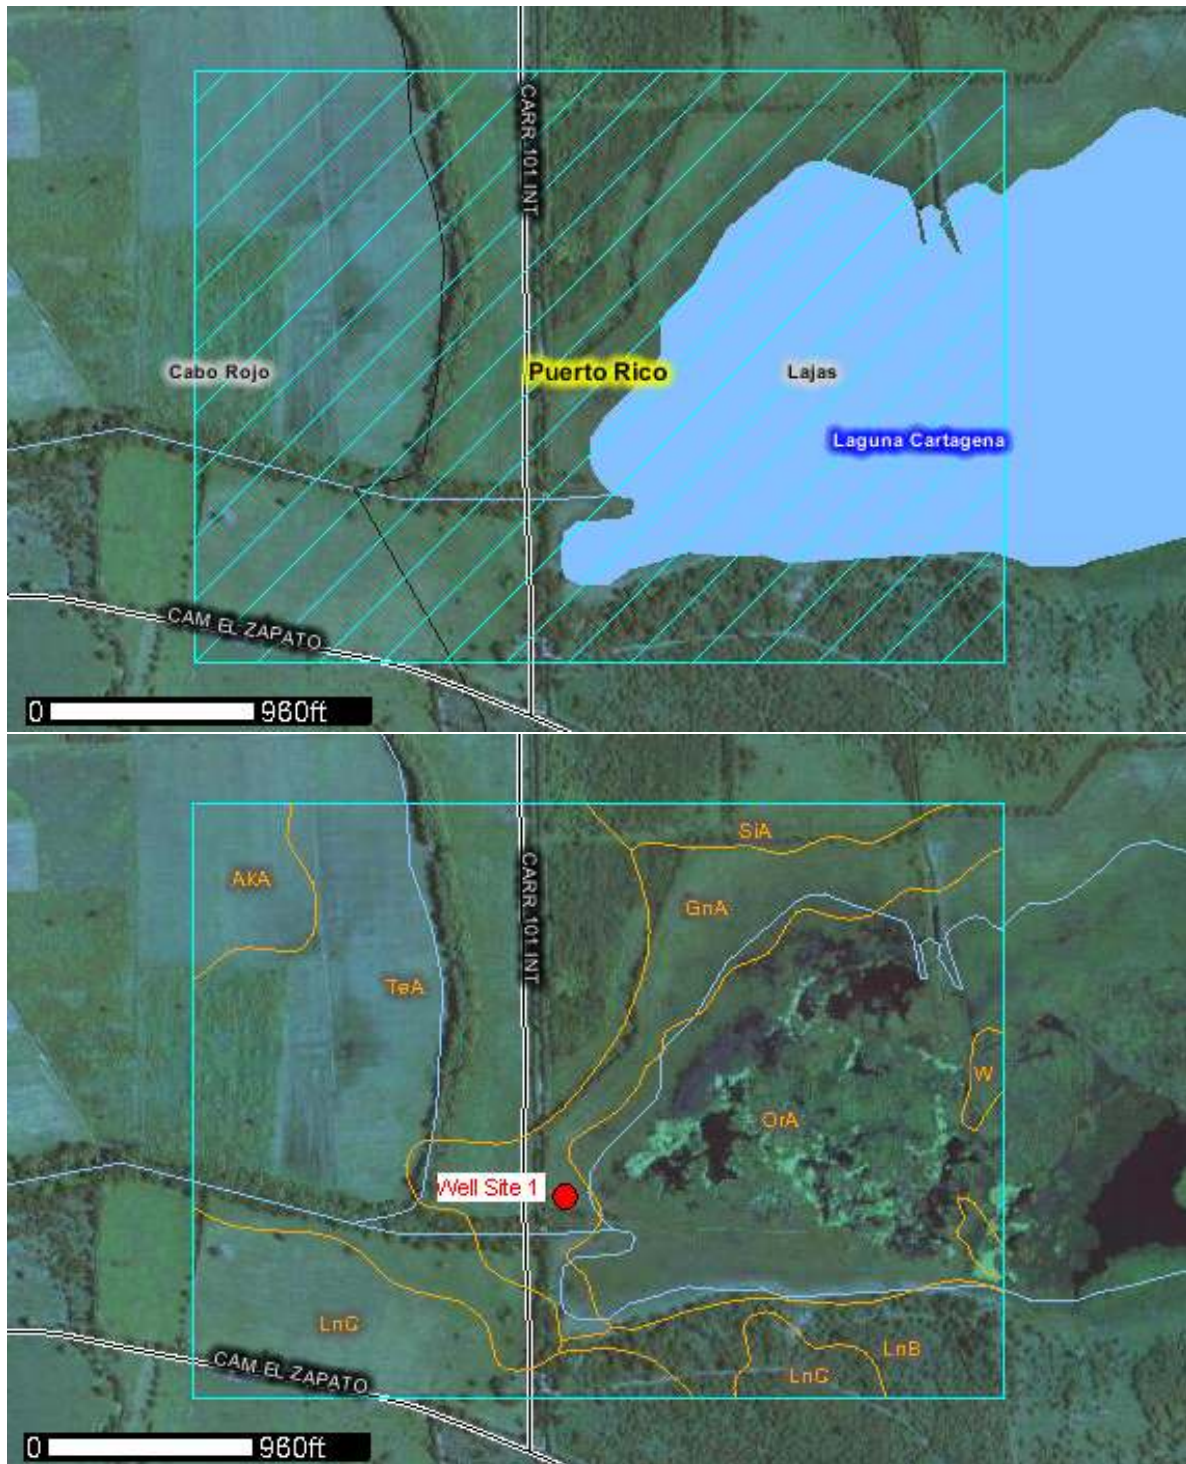 CARR 101 INT
Cabo Rojo
Puerto Rico
Lajas
Laguna Cartagena
CAM EL ZAPATO
0 960ft
SiA
AkA
CARR 101 INT
GnA
TeA
W
OrA
Well Site 1
LnC
LnB
LnC
CAM EL ZAPATO
0 960ft